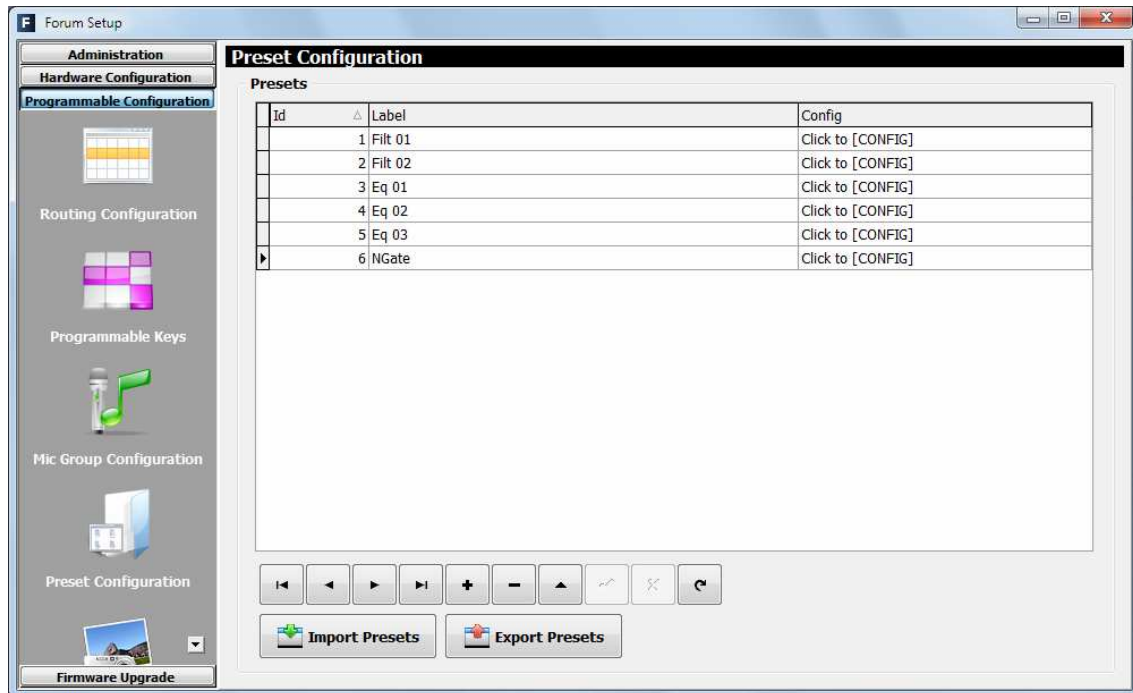 F Forum Setup
Administration
Hardware Configuration
Programmable Configuration
Routing Configuration
Programmable Keys
Mic Group Configuration
Preset Configuration
Firmware Upgrade
Preset Configuration
Presets
Id Label Config
1 Filt 01 Click to [CONFIG]
2 Filt 02 Click to [CONFIG]
3 Eq 01 Click to [CONFIG]
4 Eq 02 Click to [CONFIG]
5 Eq 03 Click to [CONFIG]
6 NGate Click to [CONFIG]
Import Presets Export Presets